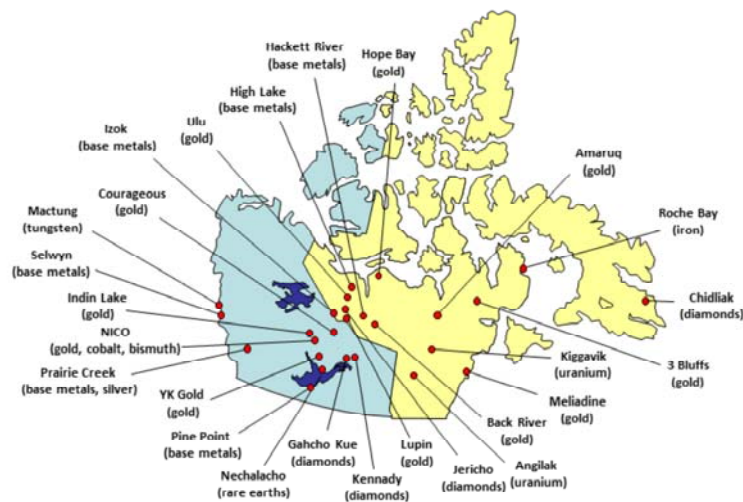 Hackett River
(base metals)
Hope Bay
(gold)
High Lake
(base metals)
Ulu
(gold)
Izok
(base metals)
Courageous
(gold)
Mactung
(tungsten)
Selwyn
(base metals)
Indin Lake
(gold)
NICO
(gold, cobalt, bismuth)
Prairie Creek
(base metals, silver)
YK Gold
(gold)
Pine Point
(base metals)
Nechalacho
(rare earths)
Gahcho Kue
(diamonds)
Kennady
(diamonds)
Lupin
(gold)
Jericho
(diamonds)
Angilak
(uranium)
Back River
(gold)
Meliadine
(gold)
Kiggavik
(uranium)
3 Bluffs
(gold)
Chidliak
(diamonds)
Roche Bay
(iron)
Amaruq
(gold)